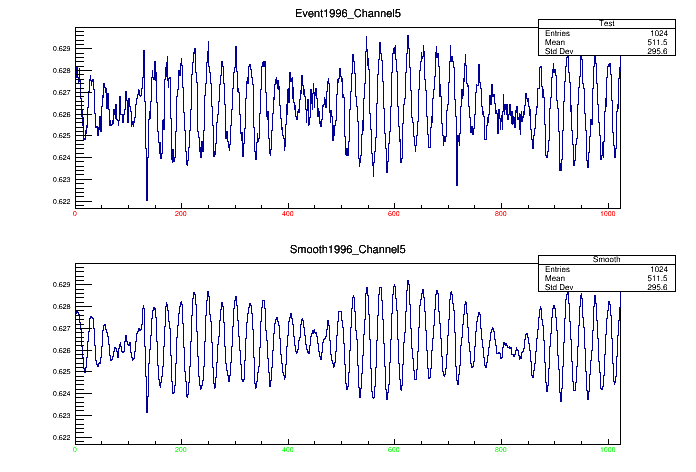 Event1996_Channel5
Test
Entries 1024
Mean 511.5
Std Dev 295.6
0.629
0.628
0.627
0.626
0.625
0.624
0.623
0.622
0 200 400 600 800 1000
Smooth1996_Channel5
Smooth
Entries 1024
Mean 511.5
Std Dev 295.6
0.629
0.628
0.627
0.626
0.625
0.624
0.623
0.622
0 200 400 600 800 1000